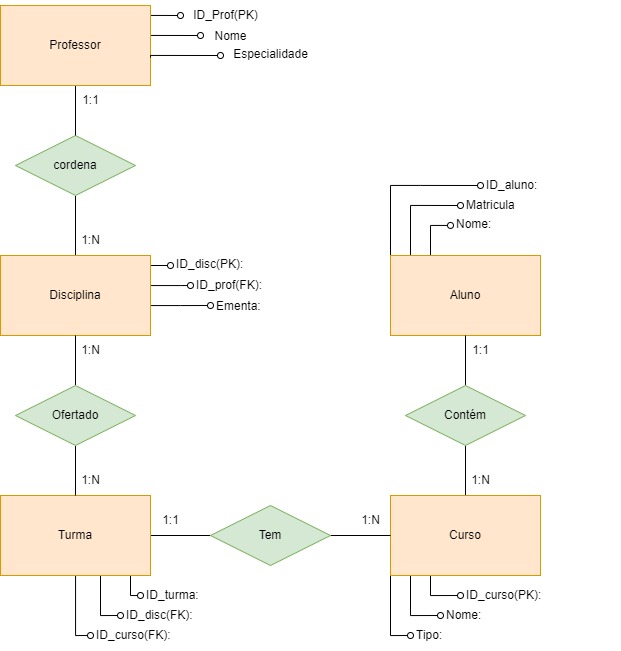 ID_Prof(PK)
Professor
Nome
Especialidade
1:1
cordena
ID_aluno:
Matricula
Nome:
1:N
ID_disc(PK):
ID_prof(FK):
Disciplina
Ementa:
Aluno
1:N
1:1
Ofertado
Contém
1:N
1:N
Turma
1:1
Tem
1:N
Curso
ID_turma:
ID_disc(FK):
ID_curso(FK):
ID_curso(PK):
Nome:
Tipo: